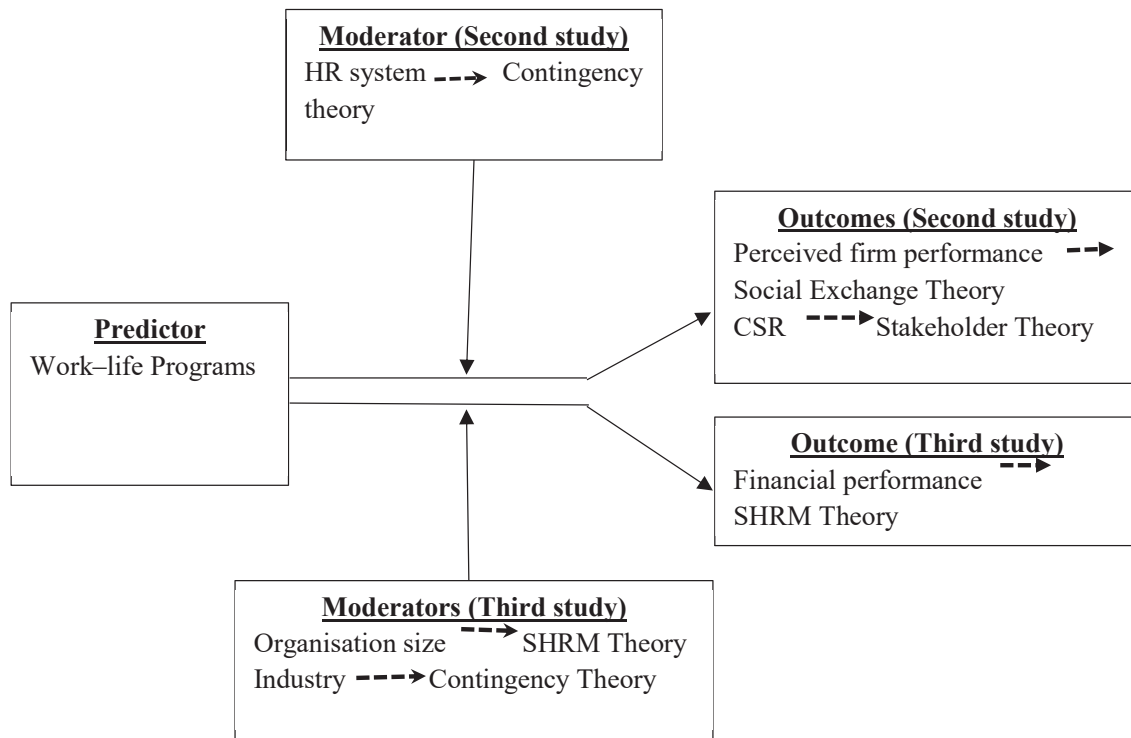 Moderator (Second study)
HR system Contingency
theory
Outcomes (Second study)
Perceived firm performance
Social Exchange Theory
CSR Stakeholder Theory
Predictor
Work–life Programs
Outcome (Third study)
Financial performance
SHRM Theory
Moderators (Third study)
Organisation size SHRM Theory
Industry Contingency Theory